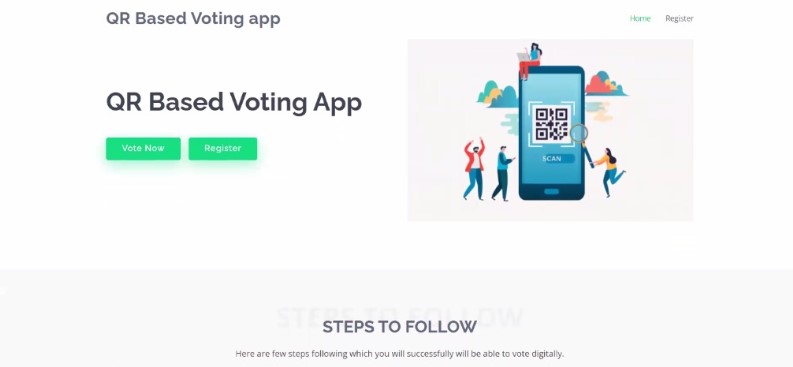 QR Based Voting app
Home Register
QR Based Voting App
Vote Now Register
SCAN
STEPS TO FOLLOW
STEPS TO FOLLOW
Here are few steps following which you will successfully will be able to vote digitally.